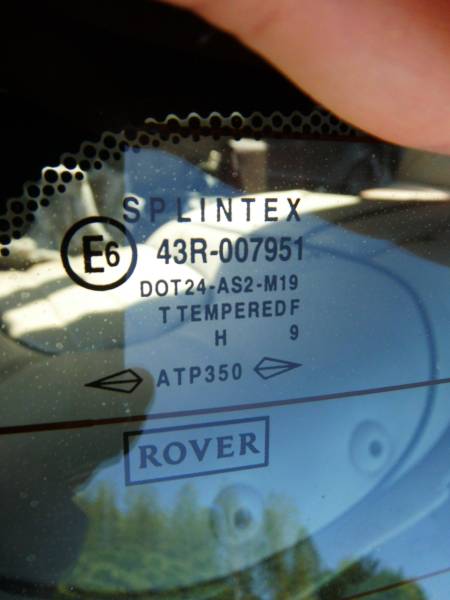 SPLINTEX
E6 43R-007951
DOT24-AS2-M19
T TEMPERED F
H 9
ATP350
ROVER